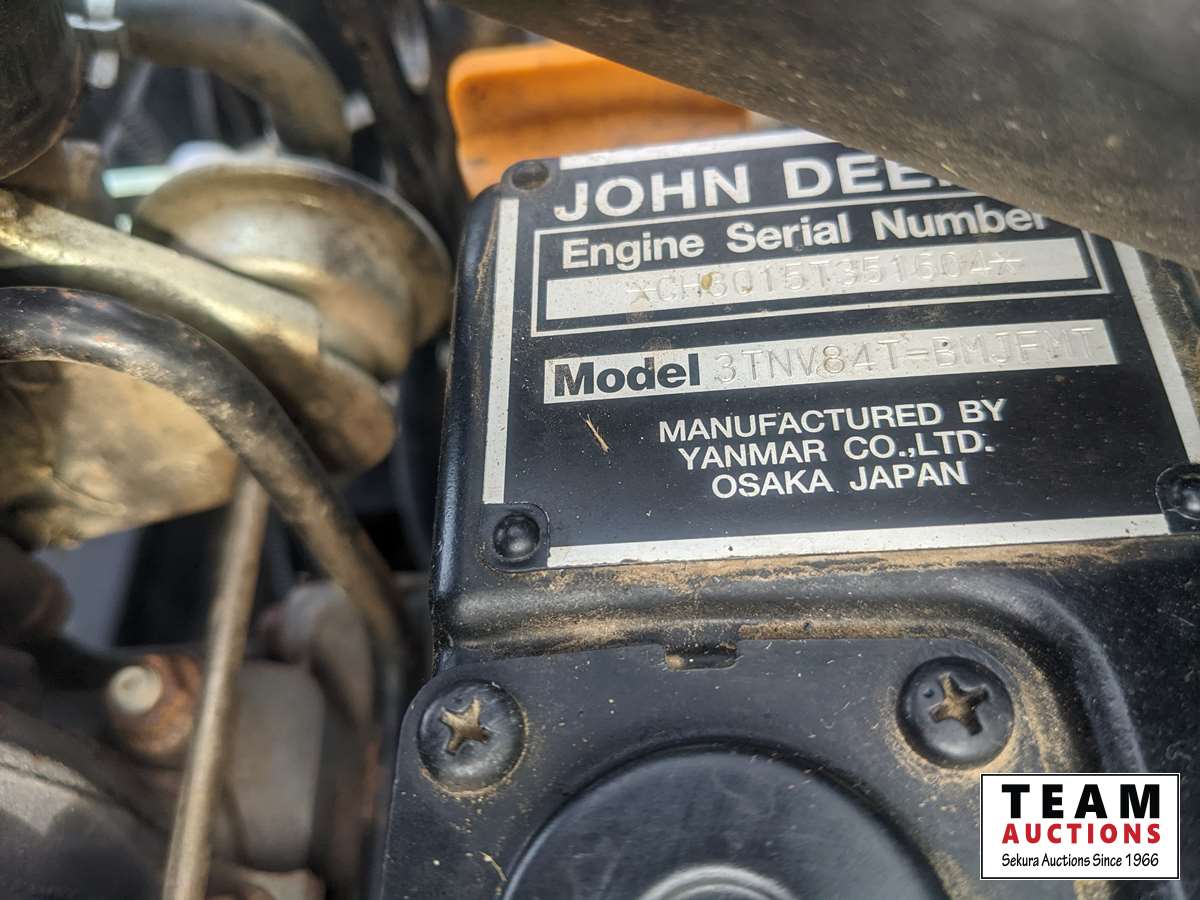 JOHN DEE
Engine Serial Number
*CH3015T351604*
Model 3TNV84T-BMJFMT
MANUFACTURED BY
YANMAR CO.,LTD.
OSAKA JAPAN
TEAM
AUCTIONS
Sekura Auctions Since 1966